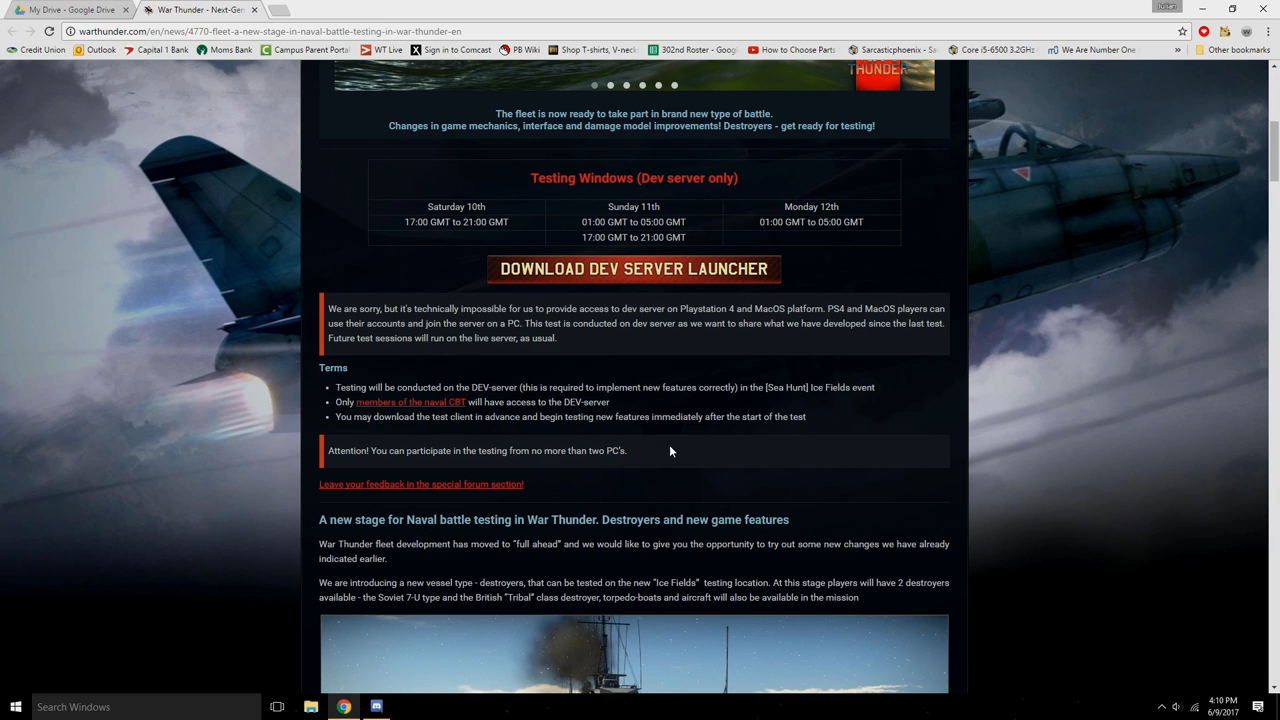 Julian
My Drive - Google Drive
War Thunder - Next-Gen
warthunder.com/en/news/4770-fleet-a-new-stage-in-naval-battle-testing-in-war-thunder-en
Credit Union
Outlook
Capital 1 Bank
Moms Bank
Campus Parent Portal
WT Live
Sign in to Comcast
PB Wiki
Shop T-shirts, V-neck
302nd Roster - Googl
How to Change Parti
Sarcasticphoenix - Di
Core i5-6500 3.2GHz
We Are Number One
»
Other bookmarks
THUNDER
The fleet is now ready to take part in brand new type of battle.
Changes in game mechanics, interface and damage model improvements! Destroyers - get ready for testing!
Testing Windows (Dev server only)
Saturday 10th Sunday 11th Monday 12th
17:00 GMT to 21:00 GMT 01:00 GMT to 05:00 GMT 01:00 GMT to 05:00 GMT
17:00 GMT to 21:00 GMT
DOWNLOAD DEV SERVER LAUNCHER
We are sorry, but it's technically impossible for us to provide access to dev server on Playstation 4 and MacOS platform. PS4 and MacOS players can
use their accounts and join the server on a PC. This test is conducted on dev server as we want to share what we have developed since the last test.
Future test sessions will run on the live server, as usual.
Terms
Testing will be conducted on the DEV-server (this is required to implement new features correctly) in the [Sea Hunt] Ice Fields event
Only members of the naval CBT will have access to the DEV-server
You may download the test client in advance and begin testing new features immediately after the start of the test
Attention! You can participate in the testing from no more than two PC's.
Leave your feedback in the special forum section!
A new stage for Naval battle testing in War Thunder. Destroyers and new game features
War Thunder fleet development has moved to “full ahead” and we would like to give you the opportunity to try out some new changes we have already
indicated earlier.
We are introducing a new vessel type - destroyers, that can be tested on the new “Ice Fields” testing location. At this stage players will have 2 destroyers
available - the Soviet 7-U type and the British “Tribal” class destroyer, torpedo-boats and aircraft will also be available in the mission
Search Windows
4:10 PM
6/9/2017